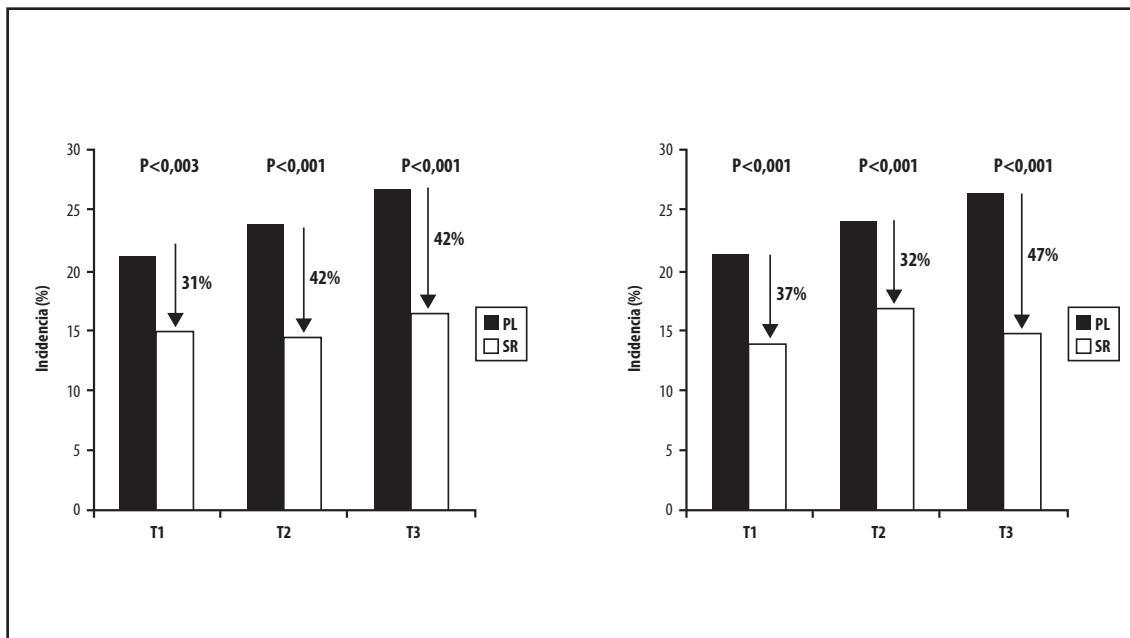 30
P<0,003 P<0,001 P<0,001
25
42%
20
31% 42%
15
10
5
0
Incidencia (%)
T1 T2 T3
PL
SR
30
P<0,001 P<0,001 P<0,001
25
32% 47%
20
37%
15
10
5
0
Incidencia (%)
T1 T2 T3
PL
SR